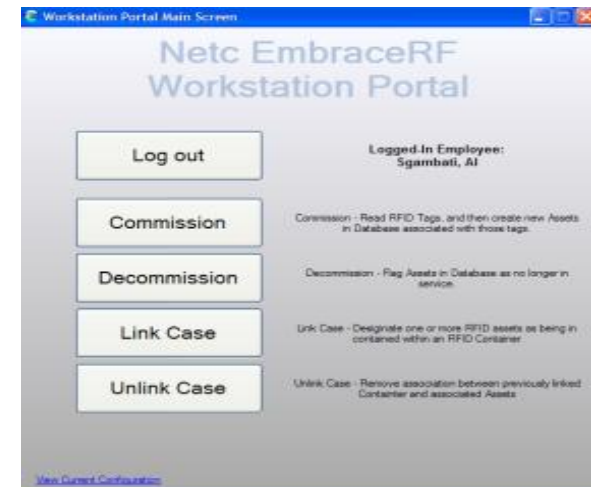 Workstation Portal Main Screen
Netc EmbraceRF
Workstation Portal
Log out
Logged-In Employee:
Sgambati, Al
Commission
Commission - Read RFID Tags, and then create new Assets
in Database associated with those tags.
Decommission
Decommission - Flag Assets in Database as no longer in
service.
Link Case
Link Case - Designate one or more RFID assets as being in
contained within an RFID Container
Unlink Case
Unlink Case - Remove association between previously linked
Container and associated Assets
View Current Configuration